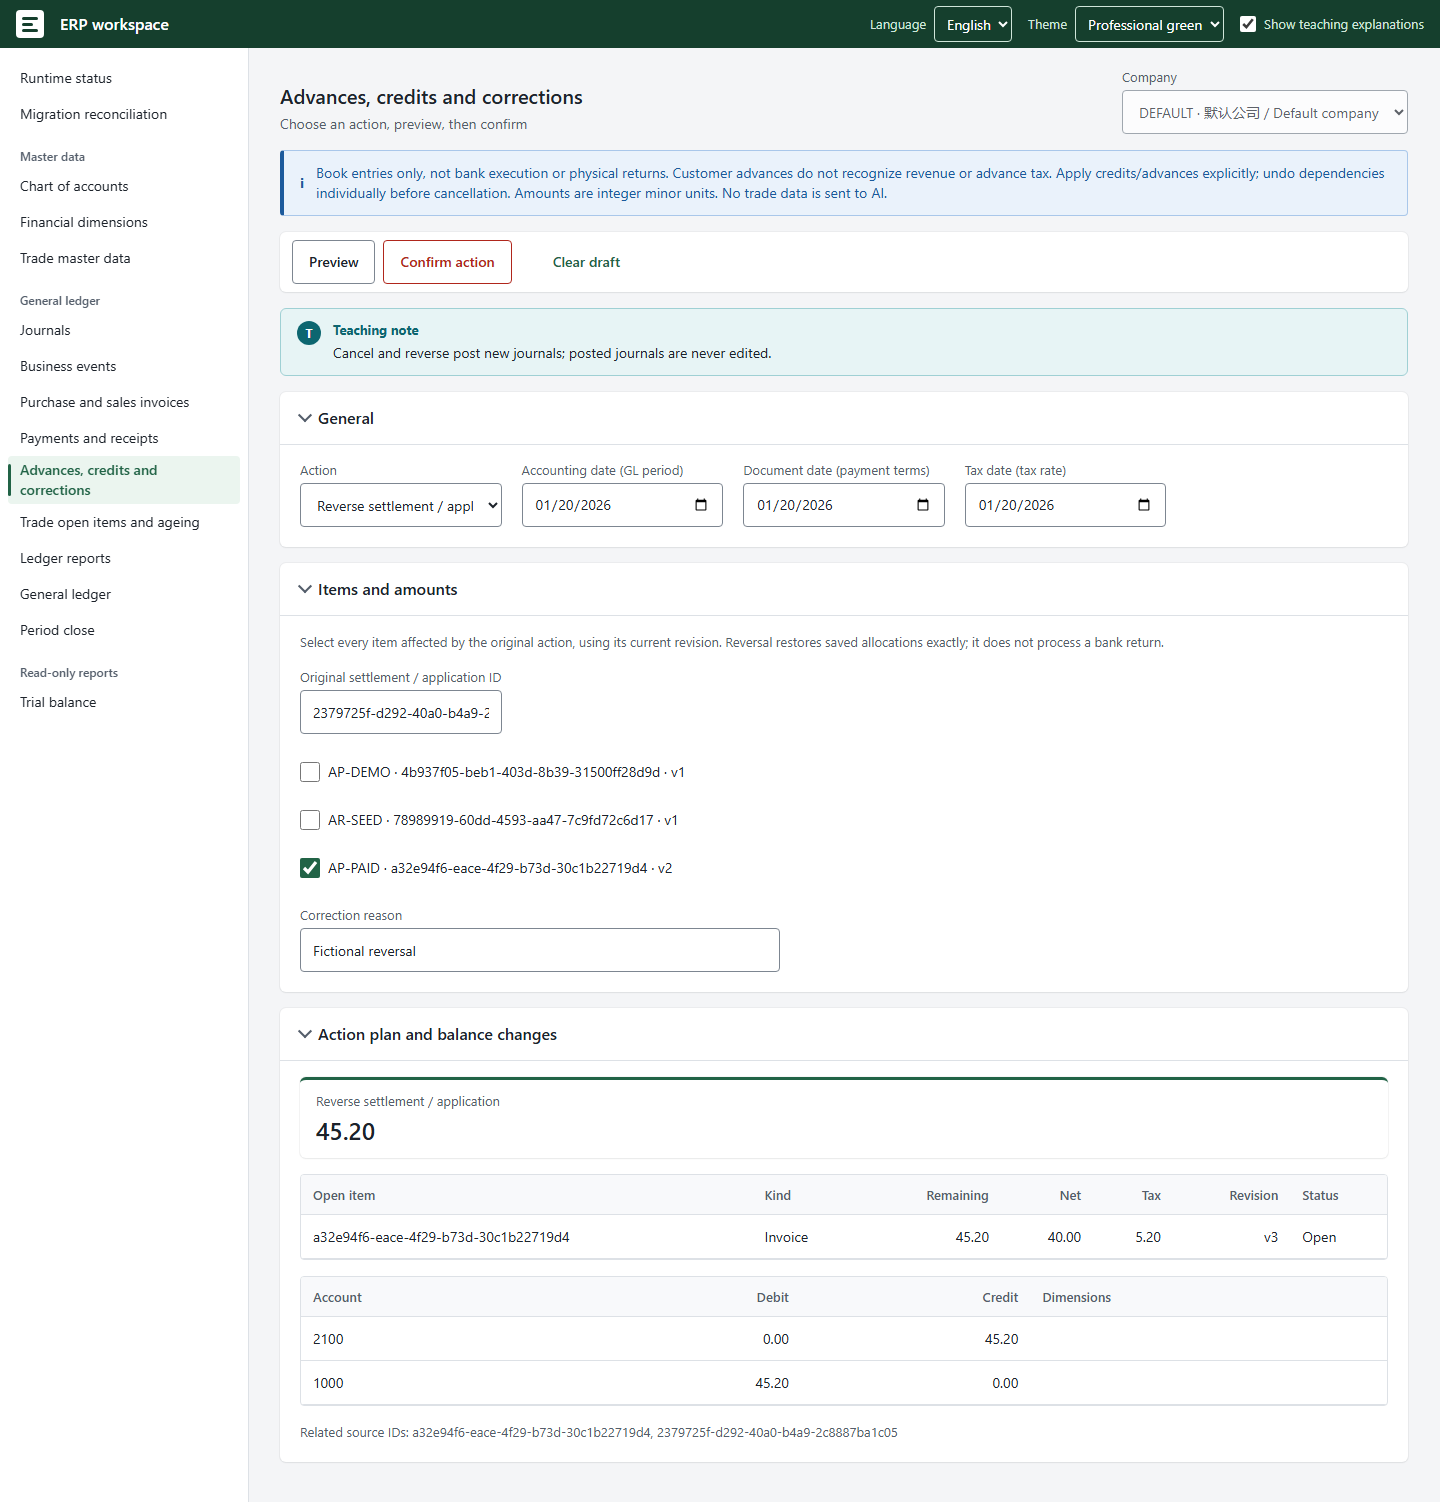 ERP workspace
Language
English
Theme
Professional green
Show teaching explanations
Runtime status
Migration reconciliation
Master data
Chart of accounts
Financial dimensions
Trade master data
General ledger
Journals
Business events
Purchase and sales invoices
Payments and receipts
Advances, credits and
corrections
Trade open items and ageing
Ledger reports
General ledger
Period close
Read-only reports
Trial balance
Advances, credits and corrections
Choose an action, preview, then confirm
Company
DEFAULT · 默认公司 / Default company
i
Book entries only, not bank execution or physical returns. Customer advances do not recognize revenue or advance tax. Apply credits/advances explicitly; undo dependencies
individually before cancellation. Amounts are integer minor units. No trade data is sent to AI.
Preview
Confirm action
Clear draft
T
Teaching note
Cancel and reverse post new journals; posted journals are never edited.
General
Action
Accounting date (GL period)
Document date (payment terms)
Tax date (tax rate)
Reverse settlement / appl
01/20/2026
01/20/2026
01/20/2026
Items and amounts
Select every item affected by the original action, using its current revision. Reversal restores saved allocations exactly; it does not process a bank return.
Original settlement / application ID
2379725f-d292-40a0-b4a9-2
AP-DEMO · 4b937f05-beb1-403d-8b39-31500ff28d9d · v1
AR-SEED · 78989919-60dd-4593-aa47-7c9fd72c6d17 · v1
AP-PAID · a32e94f6-eace-4f29-b73d-30c1b22719d4 · v2
Correction reason
Fictional reversal
Action plan and balance changes
Reverse settlement / application
45.20
Open item Kind Remaining Net Tax Revision Status
a32e94f6-eace-4f29-b73d-30c1b22719d4 Invoice 45.20 40.00 5.20 v3 Open
Account Debit Credit Dimensions
2100 0.00 45.20
1000 45.20 0.00
Related source IDs: a32e94f6-eace-4f29-b73d-30c1b22719d4, 2379725f-d292-40a0-b4a9-2c8887ba1c05